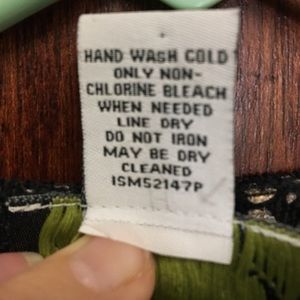 HAND WASH COLD
ONLY NON-
CHLORINE BLEACH
WHEN NEEDED
LINE DRY
DO NOT IRON
MAY BE DRY
CLEANED
ISM52147P